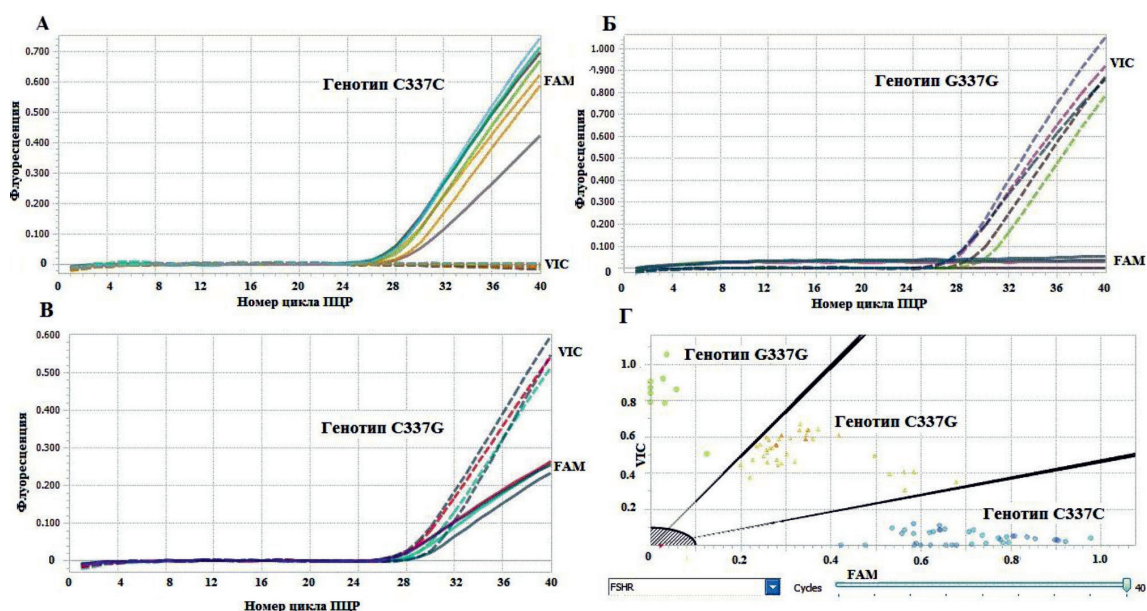 А
0.700
0.600
0.500
0.400
0.300
0.200
0.100
0
Флуоресценция
Генотип C337C
FAM
VIC
4 8 12 16 20 24 28 32 36 40
Номер цикла ПЦР
Б
1.000
0.900
0.800
0.700
0.600
0.500
0.400
0.300
0.200
0.100
0
Флуоресценция
Генотип G337G
VIC
FAM
0 4 8 12 16 20 24 28 32 36 40
Номер цикла ПЦР
В
0.600
0.500
0.400
0.300
0.200
0.100
0
Флуоресценция
Генотип C337G
VIC
FAM
0 4 8 12 16 20 24 28 32 36 40
Номер цикла ПЦР
Г
1.0
0.8
0.6
0.4
0.2
0
VIC
Генотип G337G
Генотип C337G
Генотип C337C
0 0.2 0.4 0.6 0.8 1.0
FAM
FSHR
Cycles
40